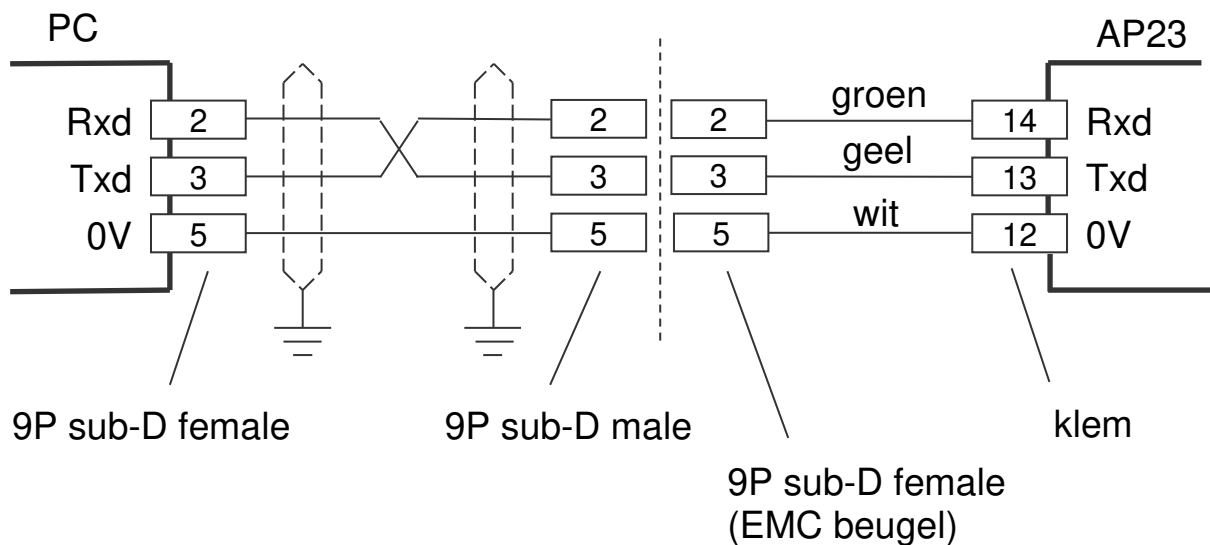 PC
AP23
Rxd 2 2 2 groen 14 Rxd
Txd 3 3 3 geel 13 Txd
0V 5 5 5 wit 12 0V
9P sub-D female
9P sub-D male
klem
9P sub-D female
(EMC beugel)